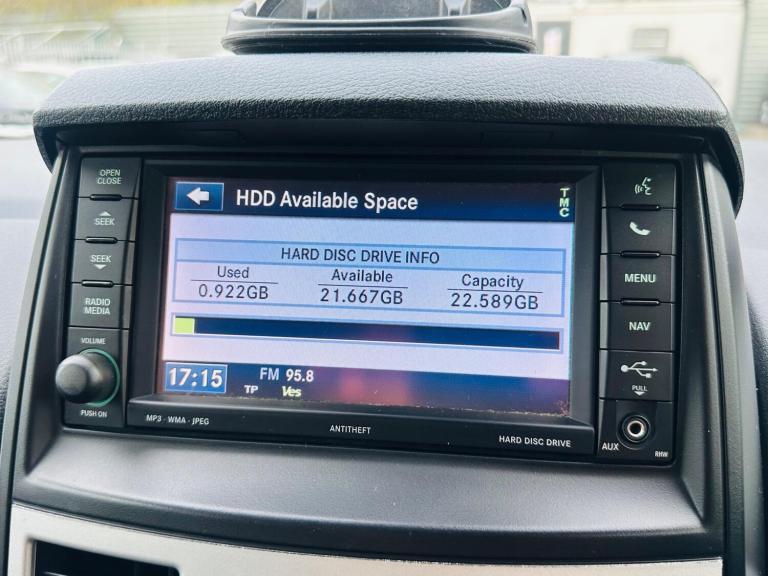 OPEN
CLOSE
SEEK
SEEK
RADIO
MEDIA
VOLUME
PUSH ON
HDD Available Space
TMC
HARD DISC DRIVE INFO
Used Available Capacity
0.922GB 21.667GB 22.589GB
17:15 FM 95.8
TP Yes
MP3 · WMA · JPEG
ANTITHEFT
HARD DISC DRIVE
MENU
NAV
PULL
AUX
RHW